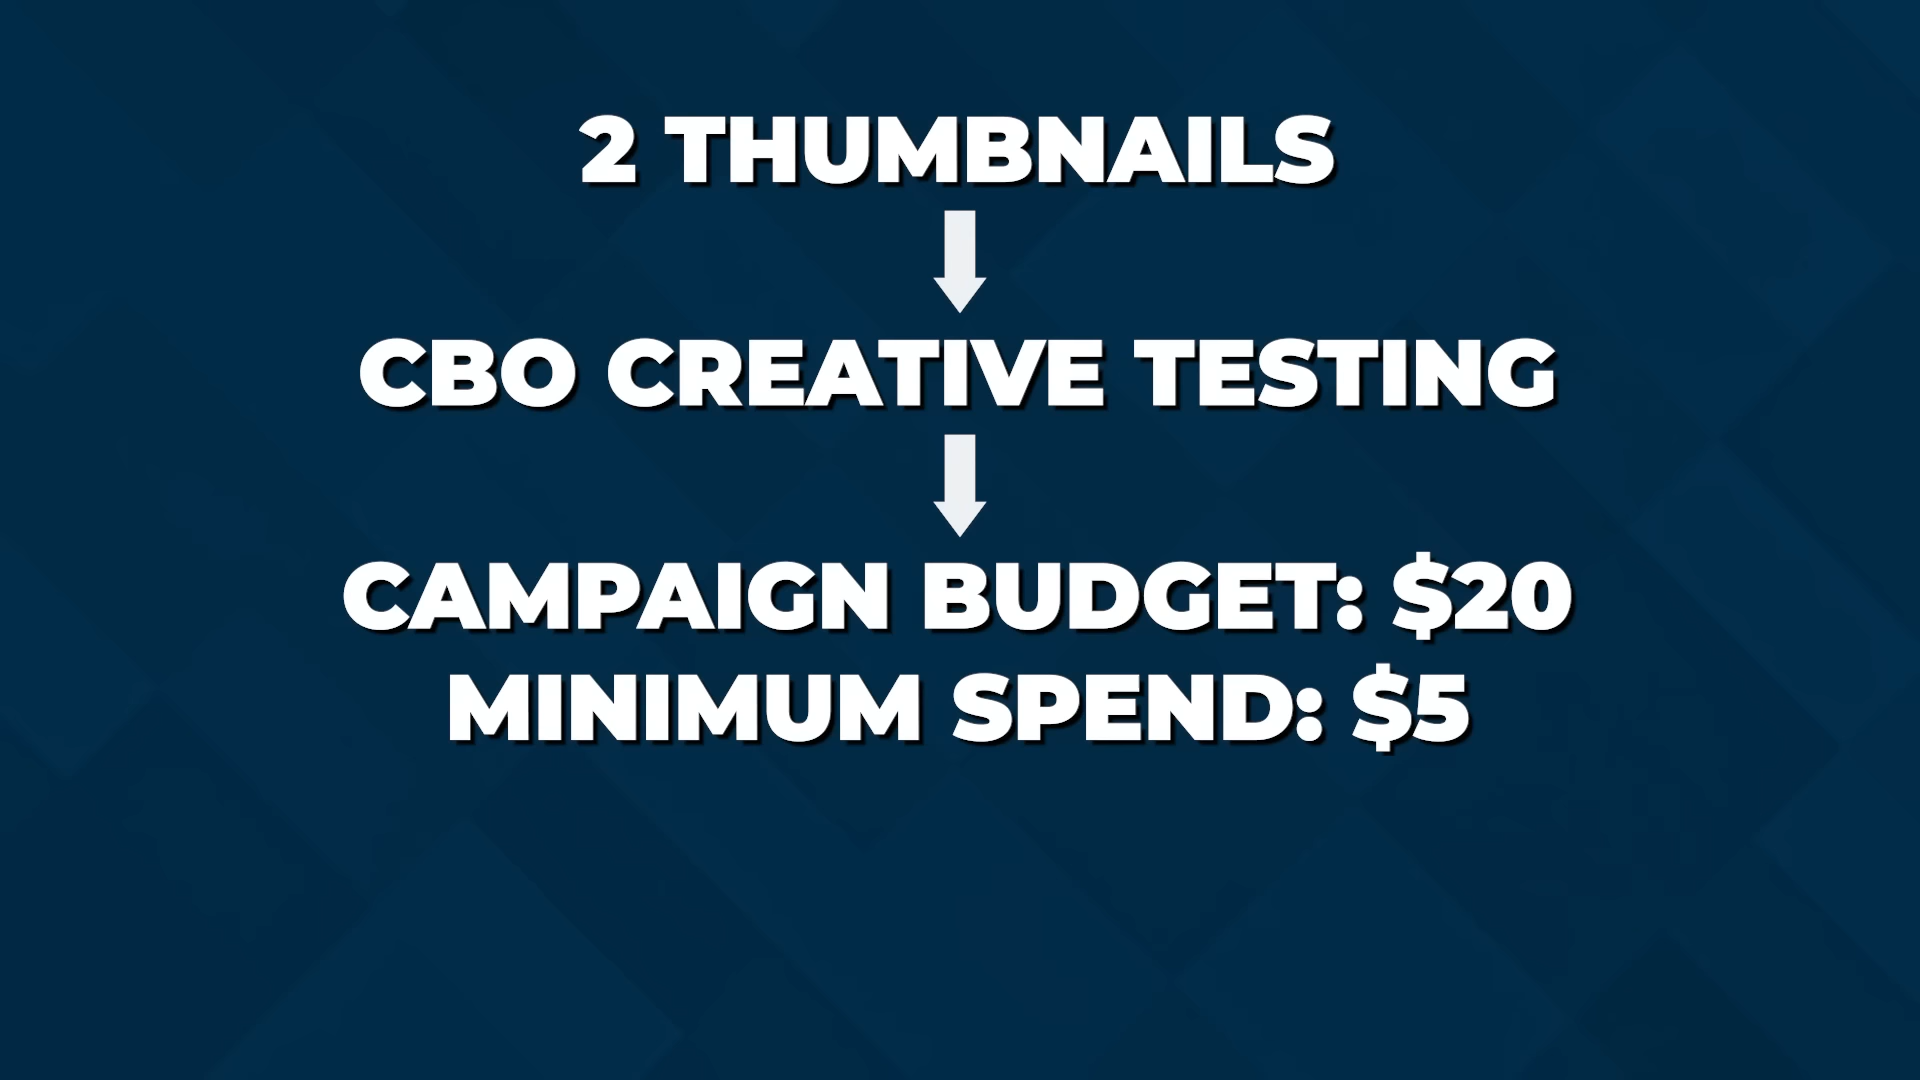 2 THUMBNAILS
CBO CREATIVE TESTING
CAMPAIGN BUDGET: $20
MINIMUM SPEND: $5